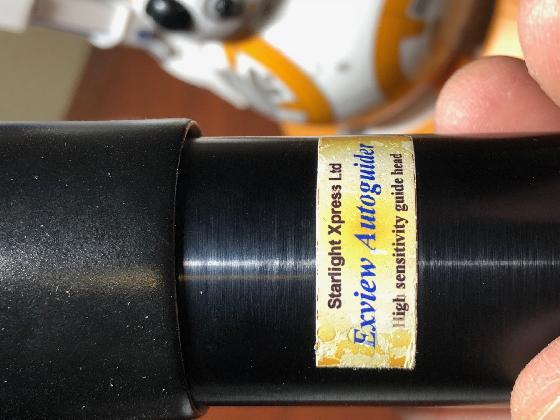 Starlight Xpress Ltd
Exview Autoguider
High sensitivity guide head